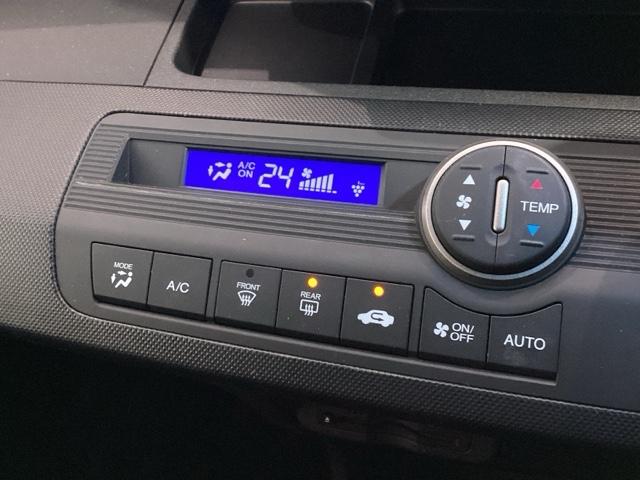 A/C
ON
24
TEMP
MODE
A/C
FRONT
REAR
ON/
OFF
AUTO